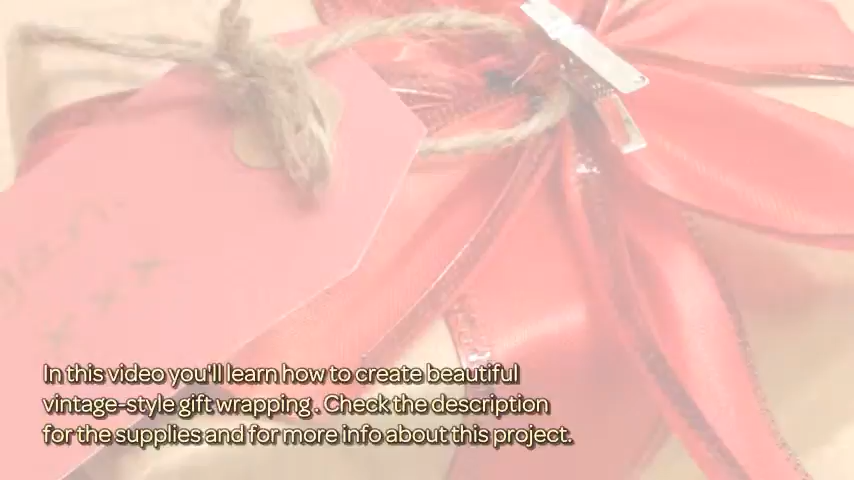 In this video you'll learn how to create beautiful
vintage-style gift wrapping . Check the description
for the supplies and for more info about this project.